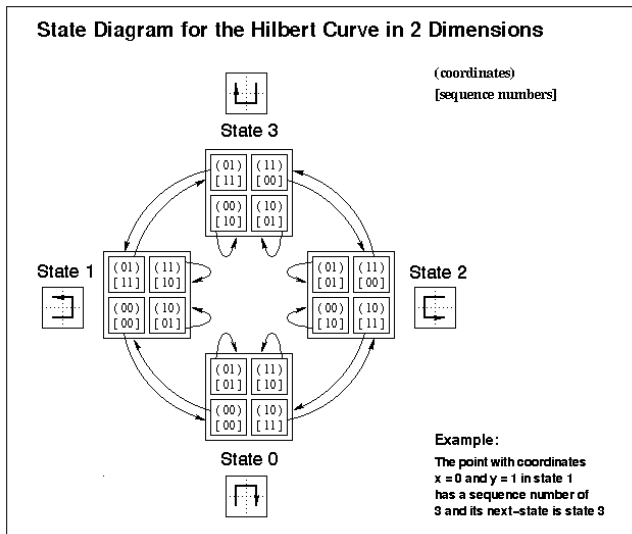 State Diagram for the Hilbert Curve in 2 Dimensions
(coordinates)
[sequence numbers]
State 3
(01) (11)
[11] [00]
(00) (10)
[10] [01]
State 1
(01) (11)
[11] [10]
(00) (10)
[00] [01]
State 2
(01) (11)
[01] [00]
(00) (10)
[10] [11]
(01) (11)
[01] [10]
(00) (10)
[00] [11]
State 0
Example:
The point with coordinates
x = 0 and y = 1 in state 1
has a sequence number of
3 and its next-state is state 3